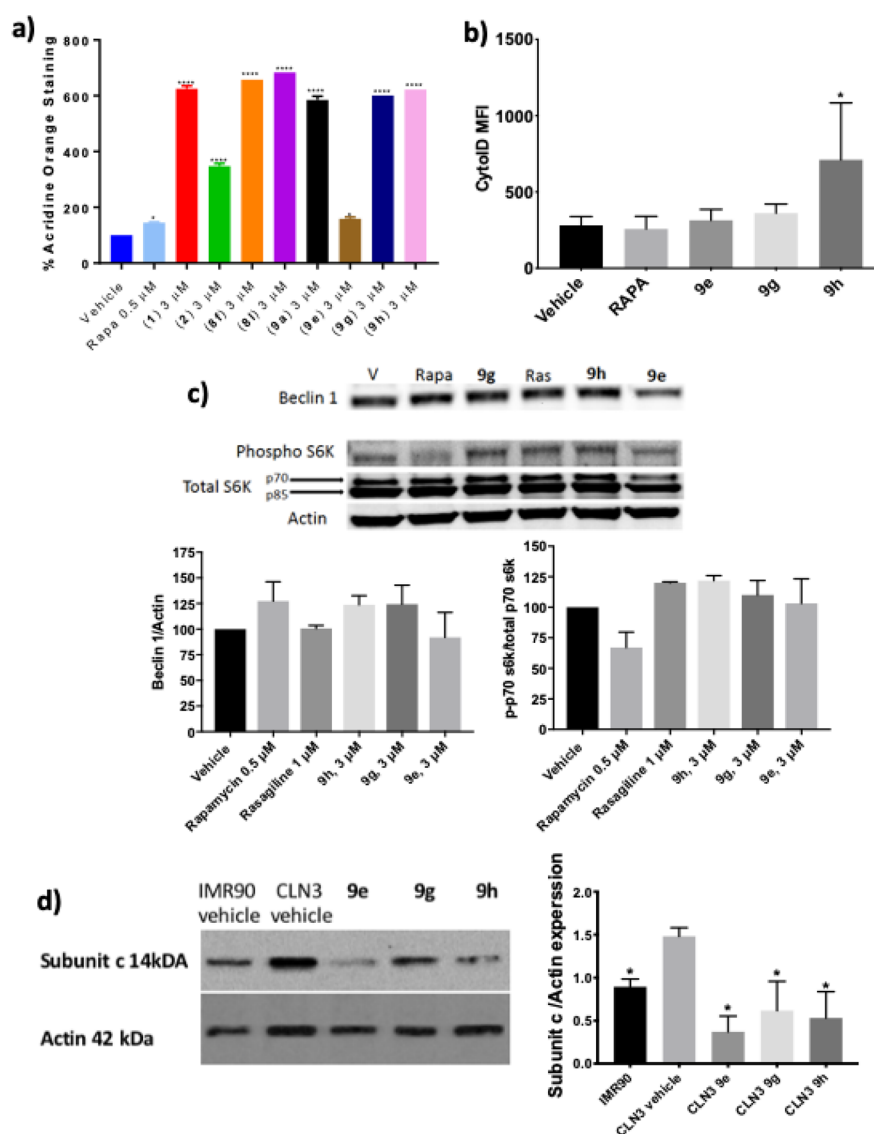 a)
% Acridine Orange Staining
800
600
400
200
0
Vehicle
Rapa 0.5 µM
(1) 3 µM
(2) 3 µM
(8f) 3 µM
(8l) 3 µM
(9a) 3 µM
(9e) 3 µM
(9g) 3 µM
(9h) 3 µM
*
****
****
****
****
****
*
****
****
b)
CytoID MFI
1500
1000
500
0
*
Vehicle
RAPA
9e
9g
9h
c)
V Rapa 9g Ras 9h 9e
Beclin 1
Phospho S6K
Total S6K
p70
p85
Actin
Beclin 1/Actin
175
150
125
100
75
50
25
0
Vehicle
Rapamycin 0.5 µM
Rasagiline 1 µM
9h, 3 µM
9g, 3 µM
9e, 3 µM
p-p70 s6k/total p70 s6k
150
125
100
75
50
25
0
Vehicle
Rapamycin 0.5 µM
Rasagiline 1 µM
9h, 3 µM
9g, 3 µM
9e, 3 µM
d)
IMR90 vehicle
CLN3 vehicle
9e
9g
9h
Subunit c 14kDA
Actin 42 kDa
Subunit c /Actin experssion
2.0
1.5
1.0
0.5
0.0
*
*
*
*
IMR90
CLN3 vehicle
CLN3 9e
CLN3 9g
CLN3 9h